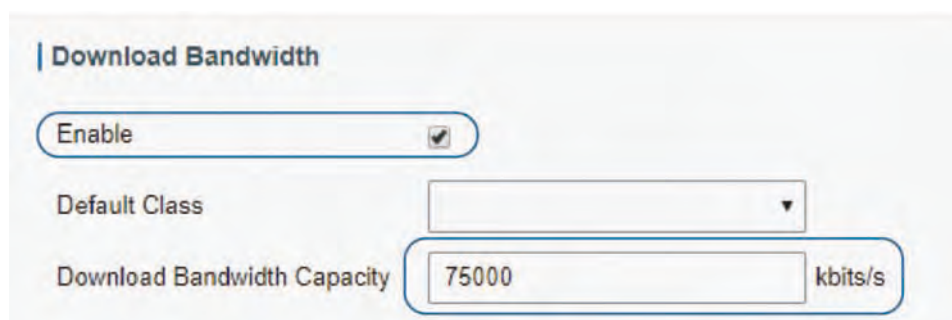 Download Bandwidth
Enable
Default Class
Download Bandwidth Capacity 75000 kbits/s